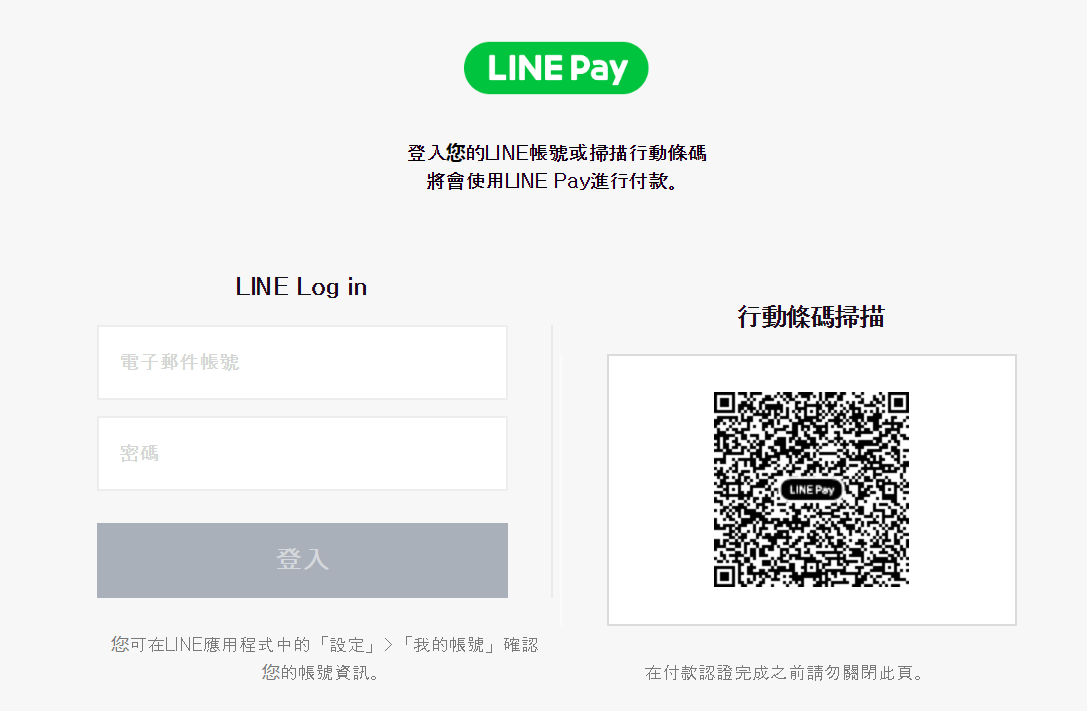 LINE Pay
登入您的LINE帳號或掃描行動條碼
將會使用LINE Pay進行付款。
LINE Log in
電子郵件帳號
密碼
登入
您可在LINE應用程式中的「設定」>「我的帳號」確認
您的帳號資訊。
行動條碼掃描
LINE Pay
在付款認證完成之前請勿關閉此頁。